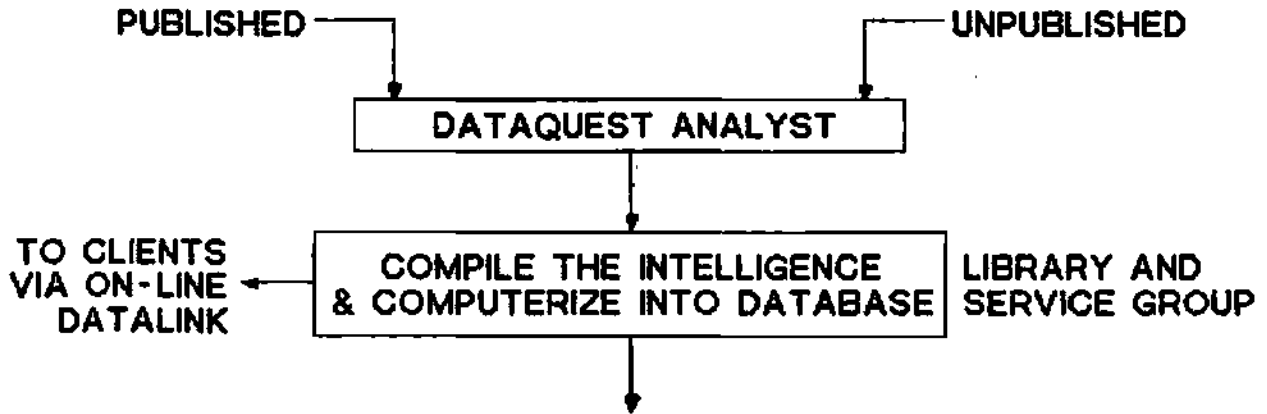 PUBLISHED
UNPUBLISHED
DATAQUEST ANALYST
TO CLIENTS
VIA ON-LINE
DATALINK
COMPILE THE INTELLIGENCE
& COMPUTERIZE INTO DATABASE
LIBRARY AND
SERVICE GROUP